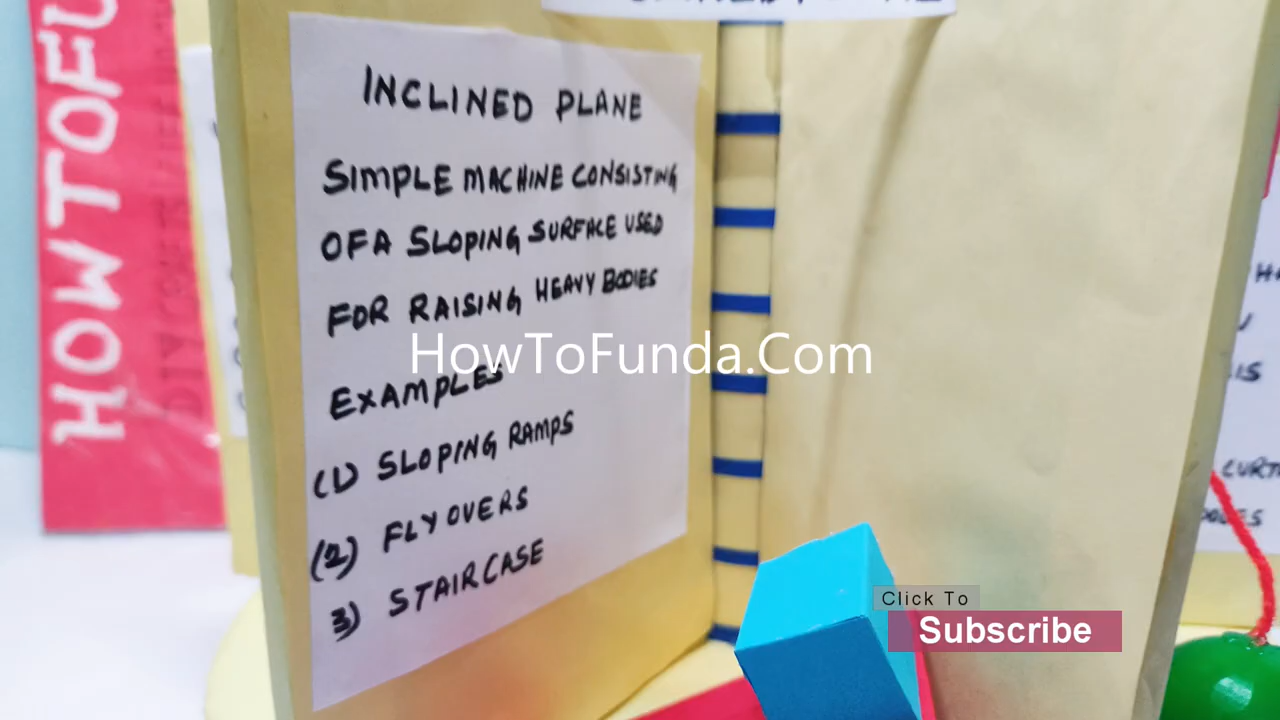 HOWTOFU
INCLINED PLANE
SIMPLE MACHINE CONSISTING
OF A SLOPING SURFACE USED
FOR RAISING HEAVY BODIES
EXAMPLES
(1) SLOPING RAMPS
(2) FLYOVERS
3) STAIRCASE
HowToFunda.Com
Click To
Subscribe
IS